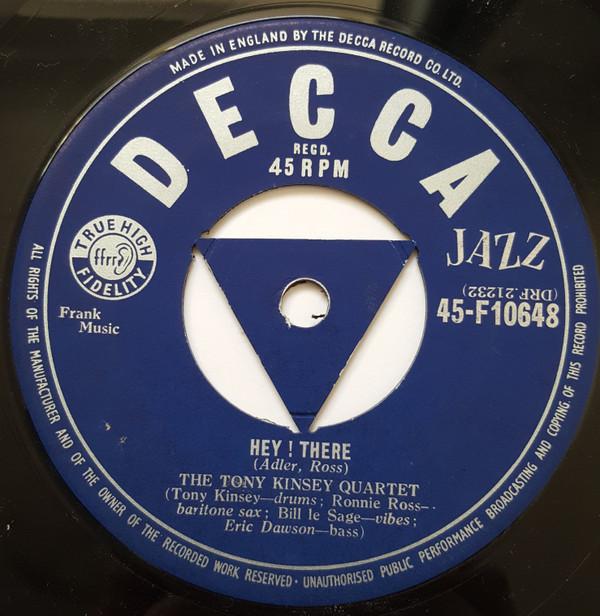 MADE IN ENGLAND BY THE DECCA RECORD CO. LTD.
DECCA
REGD.
45 RPM
TRUE HIGH
ffrr
FIDELITY
JAZZ
(DRF.21232)
45-F10648
Frank
Music
HEY ! THERE
(Adler, Ross)
THE TONY KINSEY QUARTET
(Tony Kinsey—drums ; Ronnie Ross—
baritone sax ; Bill le Sage—vibes ;
Eric Dawson—bass)
ALL RIGHTS OF THE MANUFACTURER AND OF THE OWNER OF THE RECORDED WORK RESERVED · UNAUTHORISED PUBLIC PERFORMANCE BROADCASTING AND COPYING OF THIS RECORD PROHIBITED